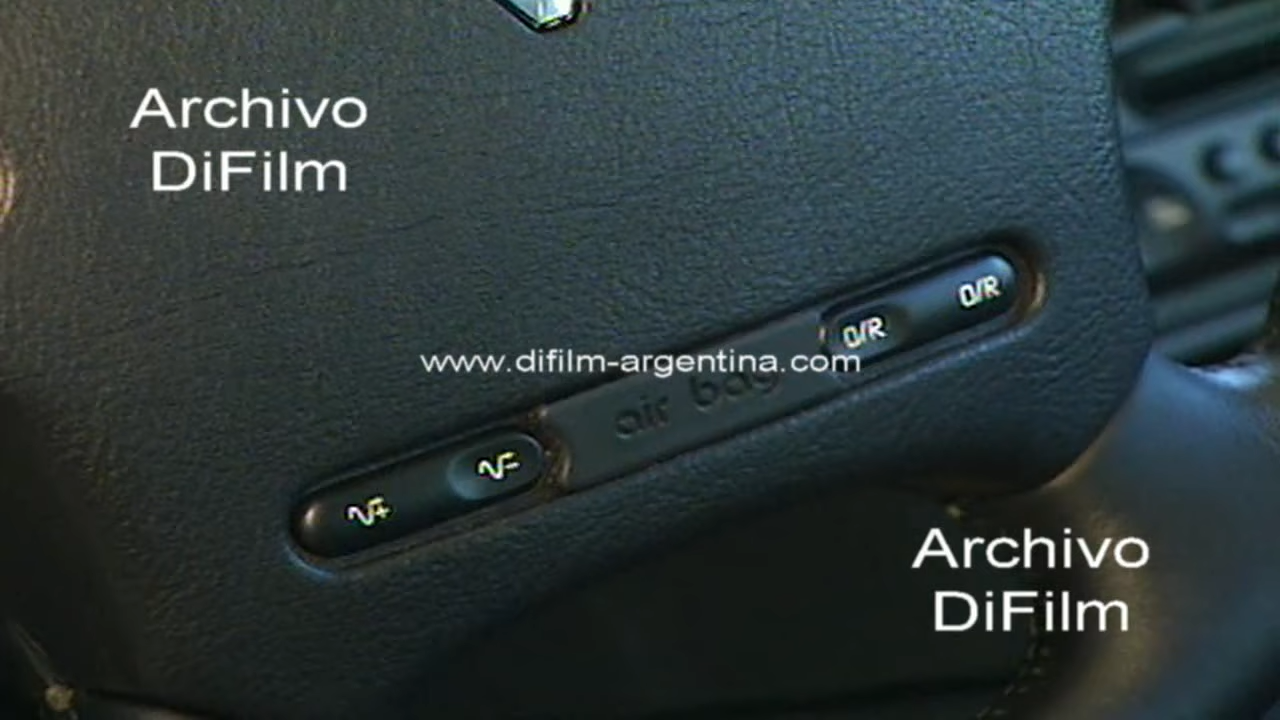 Archivo
DiFilm
O/R
O/R
www.difilm-argentina.com
air bag
Archivo
DiFilm